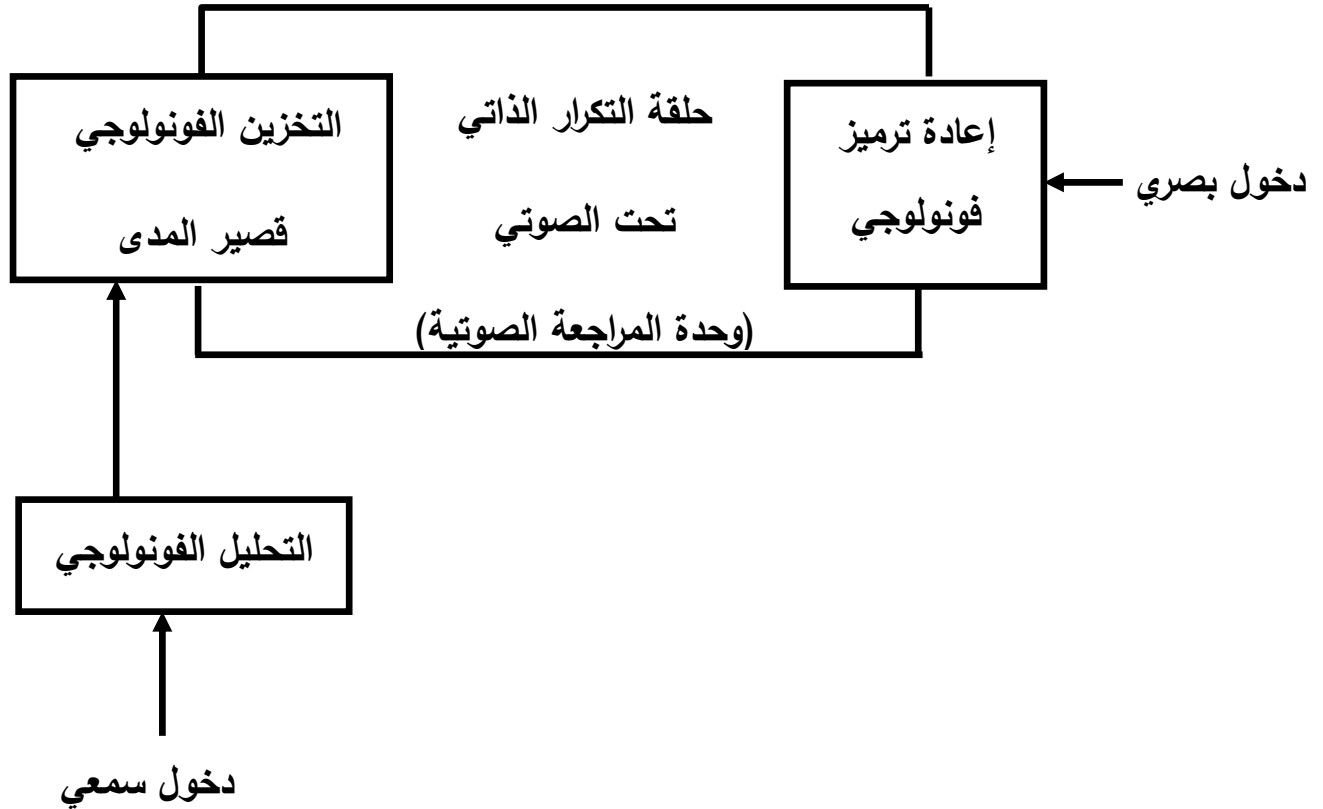 إعادة ترميز
فونولوجي
دخول بصري
حلقة التكرار الذاتي
تحت الصوتي
(وحدة المراجعة الصوتية)
التخزين الفونولوجي
قصير المدى
التحليل الفونولوجي
دخول سمعي